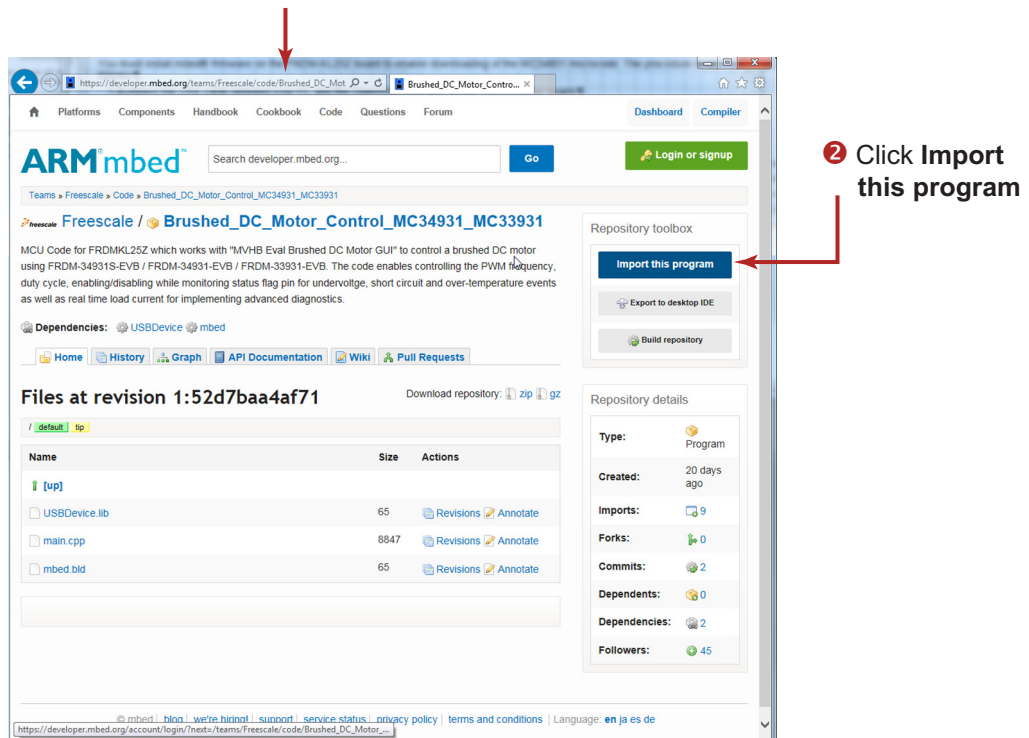 ❷ Click Import
this program
https://developer.mbed.org/teams/Freescale/code/Brushed_DC_Mot
Brushed_DC_Motor_Contro... ×
Platforms Components Handbook Cookbook Code Questions Forum Dashboard Compiler
ARM®mbed™ Search developer.mbed.org... Go Login or signup
Teams » Freescale » Code » Brushed_DC_Motor_Control_MC34931_MC33931
freescale Freescale / Brushed_DC_Motor_Control_MC34931_MC33931
MCU Code for FRDMKL25Z which works with "MVHB Eval Brushed DC Motor GUI" to control a brushed DC motor
using FRDM-34931S-EVB / FRDM-34931-EVB / FRDM-33931-EVB. The code enables controlling the PWM frequency,
duty cycle, enabling/disabling while monitoring status flag pin for undervoltge, short circuit and over-temperature events
as well as real time load current for implementing advanced diagnostics.
Dependencies: USBDevice mbed
Home History Graph API Documentation Wiki Pull Requests
Files at revision 1:52d7baa4af71 Download repository: zip gz
/ default tip
Name Size Actions
[up]
USBDevice.lib 65 Revisions Annotate
main.cpp 8847 Revisions Annotate
mbed.bld 65 Revisions Annotate
Repository toolbox
Import this program
Export to desktop IDE
Build repository
Repository details
Type: Program
Created: 20 days
ago
Imports: 9
Forks: 0
Commits: 2
Dependents: 0
Dependencies: 2
Followers: 45
© mbed | blog | we're hiring! | support | service status | privacy policy | terms and conditions | Language: en ja es de
https://developer.mbed.org/account/login/?next=/teams/Freescale/code/Brushed_DC_Motor_...